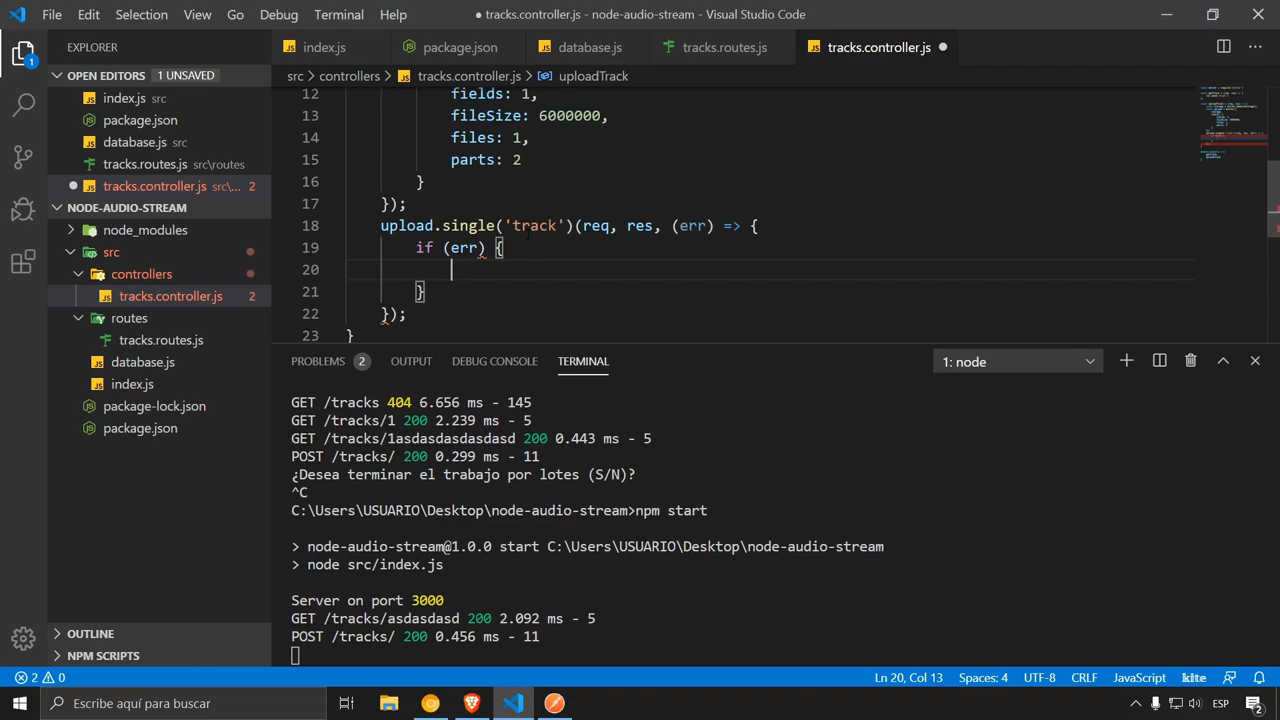 File Edit Selection View Go Debug Terminal Help
● tracks.controller.js - node-audio-stream - Visual Studio Code
EXPLORER
OPEN EDITORS 1 UNSAVED
index.js src
package.json
database.js src
tracks.routes.js src\routes
tracks.controller.js src\... 2
NODE-AUDIO-STREAM
node_modules
src
controllers
tracks.controller.js 2
routes
tracks.routes.js
database.js
index.js
package-lock.json
package.json
OUTLINE
NPM SCRIPTS
index.js package.json database.js tracks.routes.js tracks.controller.js
src > controllers > tracks.controller.js > uploadTrack
12 fields: 1,
13 fileSize: 6000000,
14 files: 1,
15 parts: 2
16 }
17 });
18 upload.single('track')(req, res, (err) => {
19 if (err) {
20
21 }
22 });
23 }
PROBLEMS 2 OUTPUT DEBUG CONSOLE TERMINAL 1: node
GET /tracks 404 6.656 ms - 145
GET /tracks/1 200 2.239 ms - 5
GET /tracks/1asdasdasdasdasd 200 0.443 ms - 5
POST /tracks/ 200 0.299 ms - 11
¿Desea terminar el trabajo por lotes (S/N)?
^C
C:\Users\USUARIO\Desktop\node-audio-stream>npm start
> node-audio-stream@1.0.0 start C:\Users\USUARIO\Desktop\node-audio-stream
> node src/index.js
Server on port 3000
GET /tracks/asdasdasd 200 2.092 ms - 5
POST /tracks/ 200 0.456 ms - 11
2 0 Ln 20, Col 13 Spaces: 4 UTF-8 CRLF JavaScript kite
Escribe aquí para buscar ESP 2